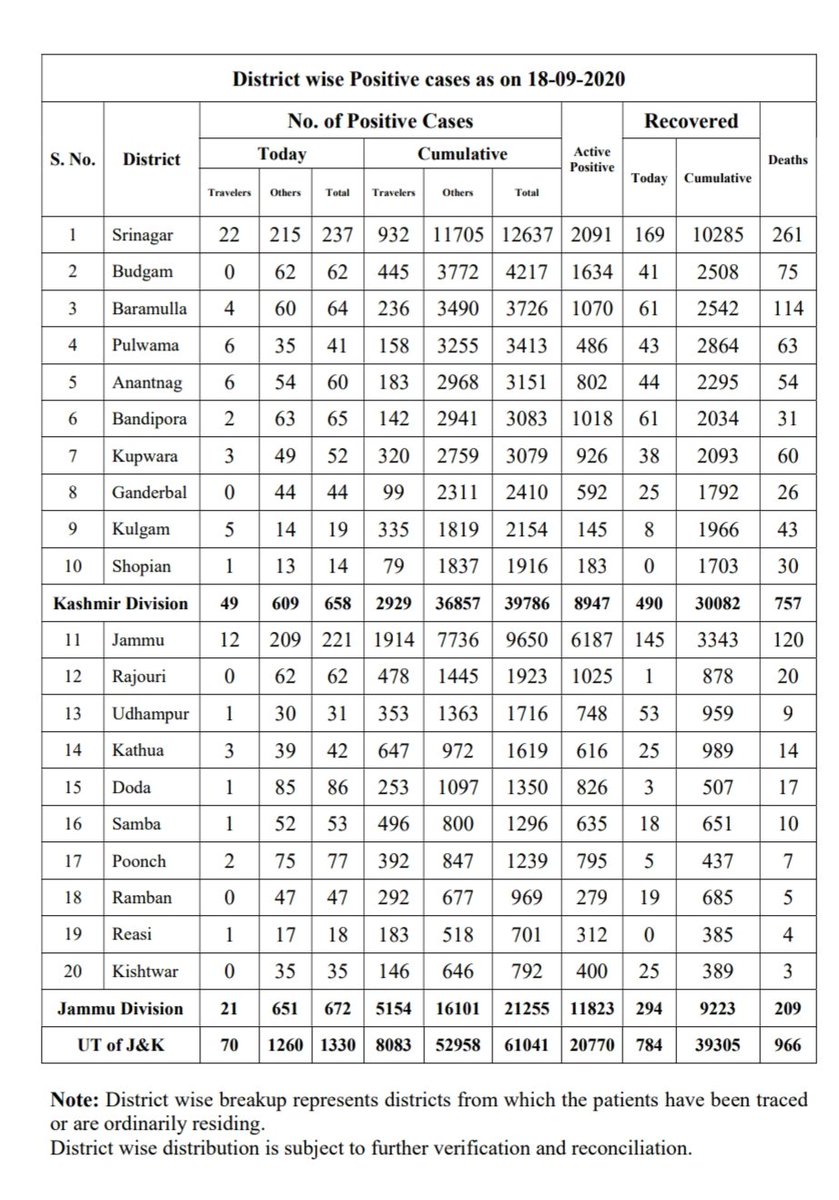 District wise Positive cases as on 18-09-2020
S. No. District No. of Positive Cases Active Positive Recovered Deaths
Today Cumulative Today Cumulative
Travelers Others Total Travelers Others Total
1 Srinagar 22 215 237 932 11705 12637 2091 169 10285 261
2 Budgam 0 62 62 445 3772 4217 1634 41 2508 75
3 Baramulla 4 60 64 236 3490 3726 1070 61 2542 114
4 Pulwama 6 35 41 158 3255 3413 486 43 2864 63
5 Anantnag 6 54 60 183 2968 3151 802 44 2295 54
6 Bandipora 2 63 65 142 2941 3083 1018 61 2034 31
7 Kupwara 3 49 52 320 2759 3079 926 38 2093 60
8 Ganderbal 0 44 44 99 2311 2410 592 25 1792 26
9 Kulgam 5 14 19 335 1819 2154 145 8 1966 43
10 Shopian 1 13 14 79 1837 1916 183 0 1703 30
Kashmir Division 49 609 658 2929 36857 39786 8947 490 30082 757
11 Jammu 12 209 221 1914 7736 9650 6187 145 3343 120
12 Rajouri 0 62 62 478 1445 1923 1025 1 878 20
13 Udhampur 1 30 31 353 1363 1716 748 53 959 9
14 Kathua 3 39 42 647 972 1619 616 25 989 14
15 Doda 1 85 86 253 1097 1350 826 3 507 17
16 Samba 1 52 53 496 800 1296 635 18 651 10
17 Poonch 2 75 77 392 847 1239 795 5 437 7
18 Ramban 0 47 47 292 677 969 279 19 685 5
19 Reasi 1 17 18 183 518 701 312 0 385 4
20 Kishtwar 0 35 35 146 646 792 400 25 389 3
Jammu Division 21 651 672 5154 16101 21255 11823 294 9223 209
UT of J&K 70 1260 1330 8083 52958 61041 20770 784 39305 966
Note: District wise breakup represents districts from which the patients have been traced
or are ordinarily residing.
District wise distribution is subject to further verification and reconciliation.